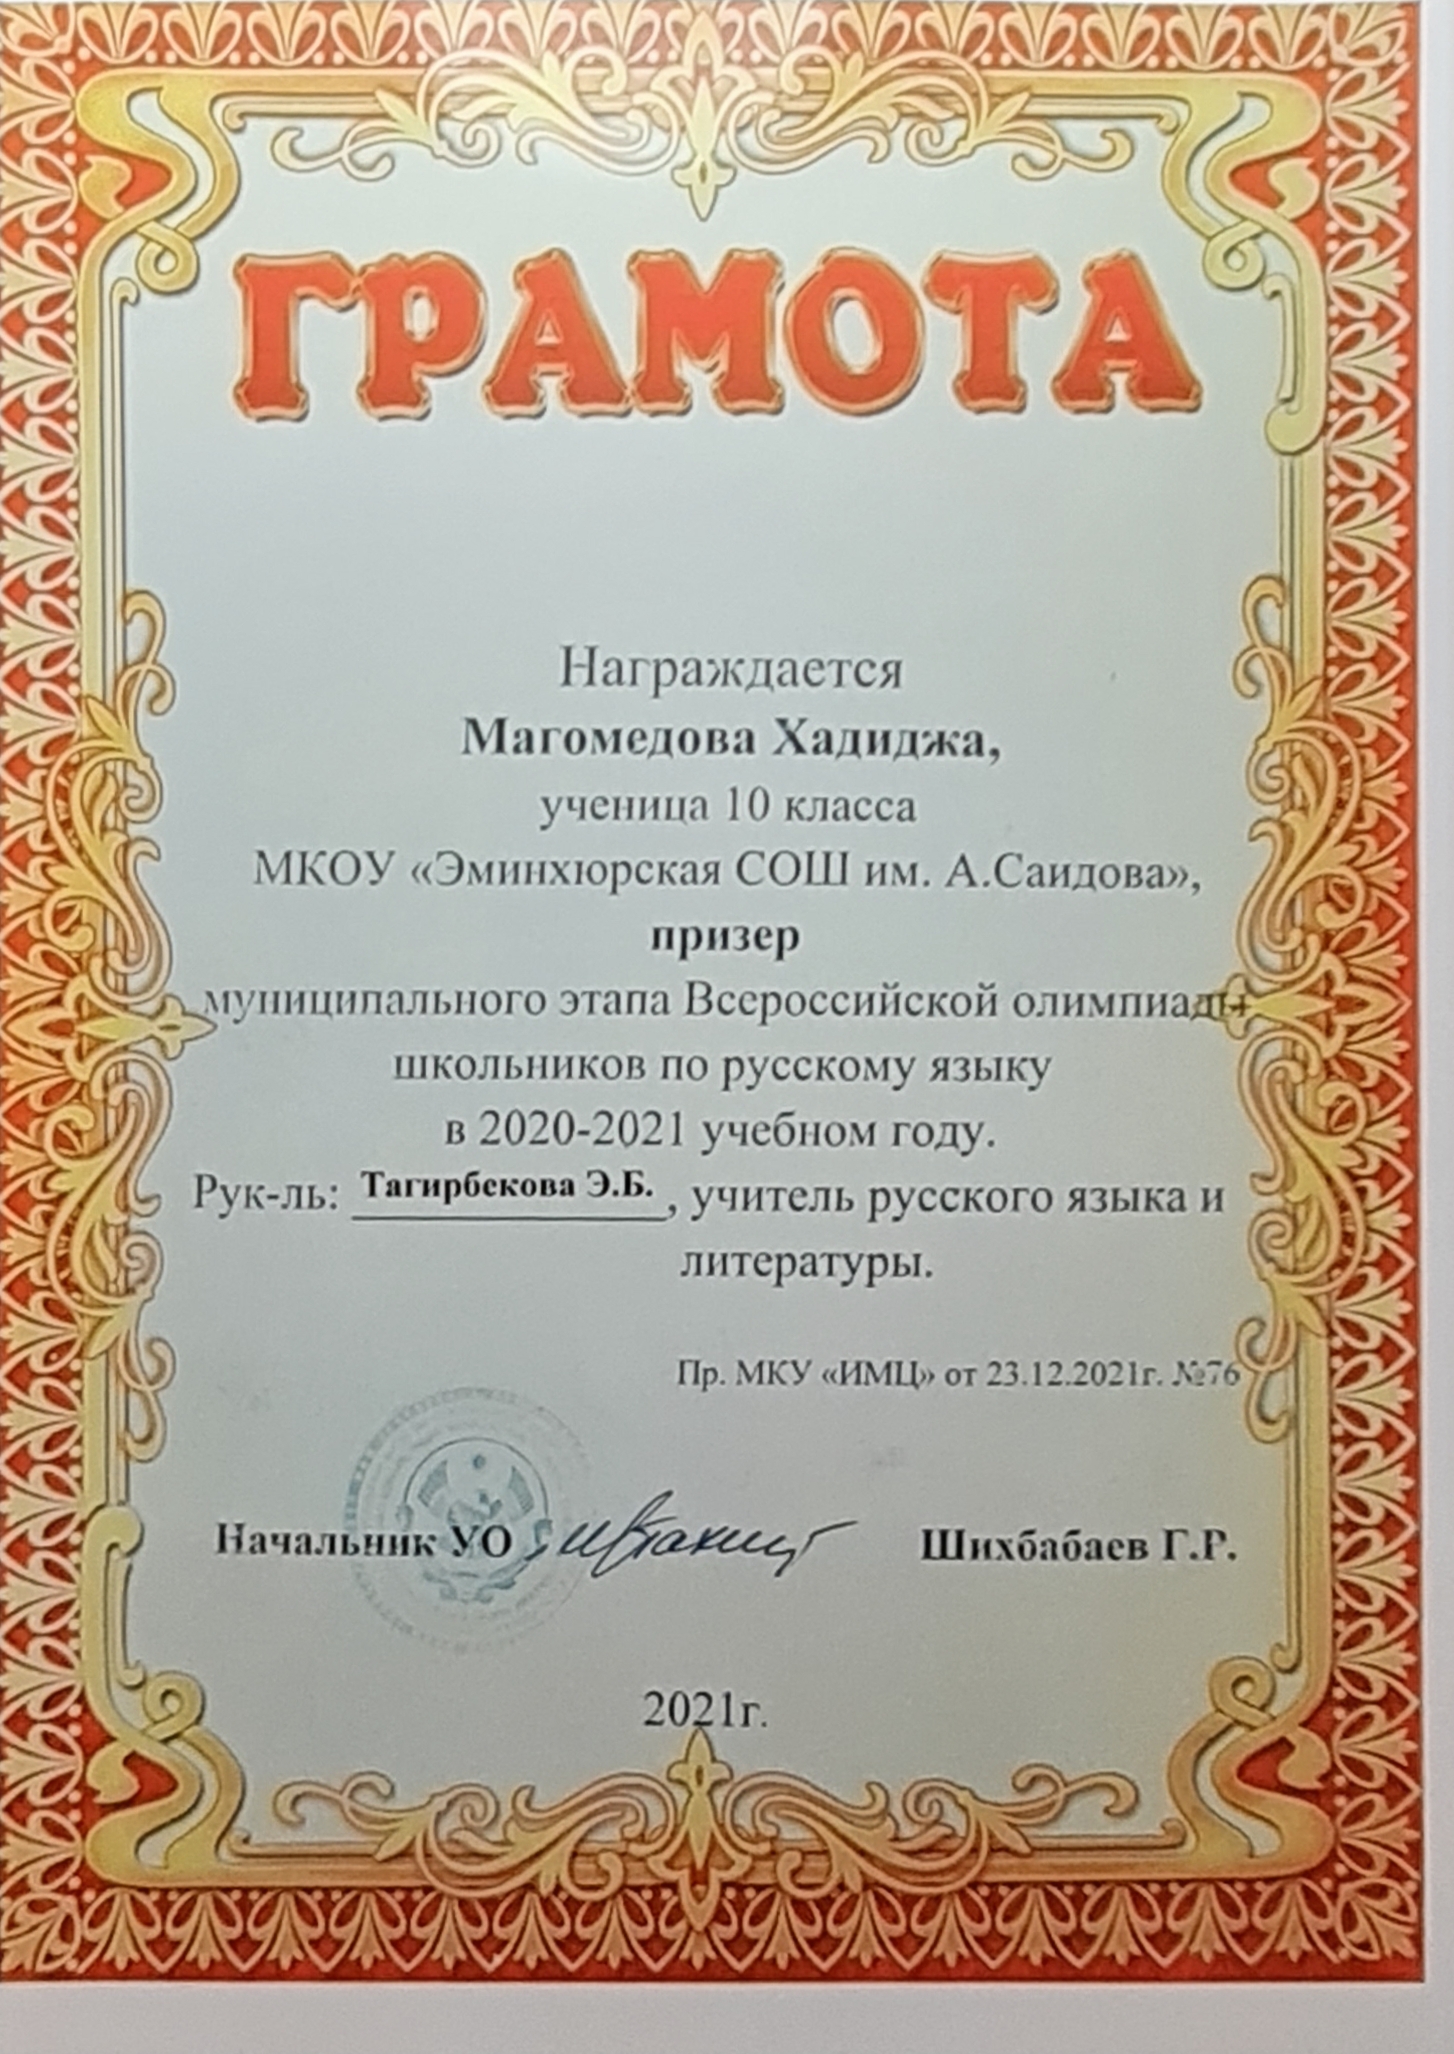 ГРАМОТА
Награждается
Магомедова Хадиджа,
ученица 10 класса
МКОУ «Эминхюрская СОШ им. А.Саидова»,
призер
муниципального этапа Всероссийской олимпиады
школьников по русскому языку
в 2020-2021 учебном году.
Рук-ль: Тагирбекова Э.Б. , учитель русского языка и
литературы.
Пр. МКУ «ИМЦ» от 23.12.2021г. №76
Начальник УО Шихбабаев Г.Р.
2021г.